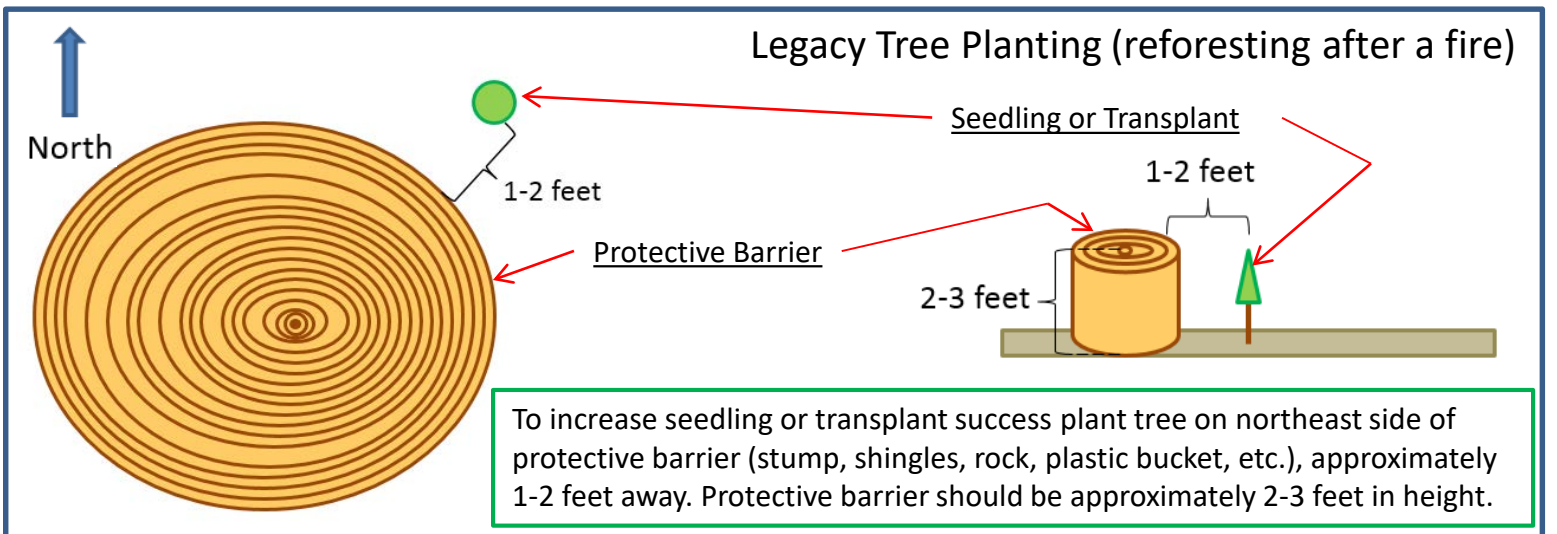 Legacy Tree Planting (reforesting after a fire)
North
Seedling or Transplant
1-2 feet
1-2 feet
Protective Barrier
2-3 feet
To increase seedling or transplant success plant tree on northeast side of
protective barrier (stump, shingles, rock, plastic bucket, etc.), approximately
1-2 feet away. Protective barrier should be approximately 2-3 feet in height.